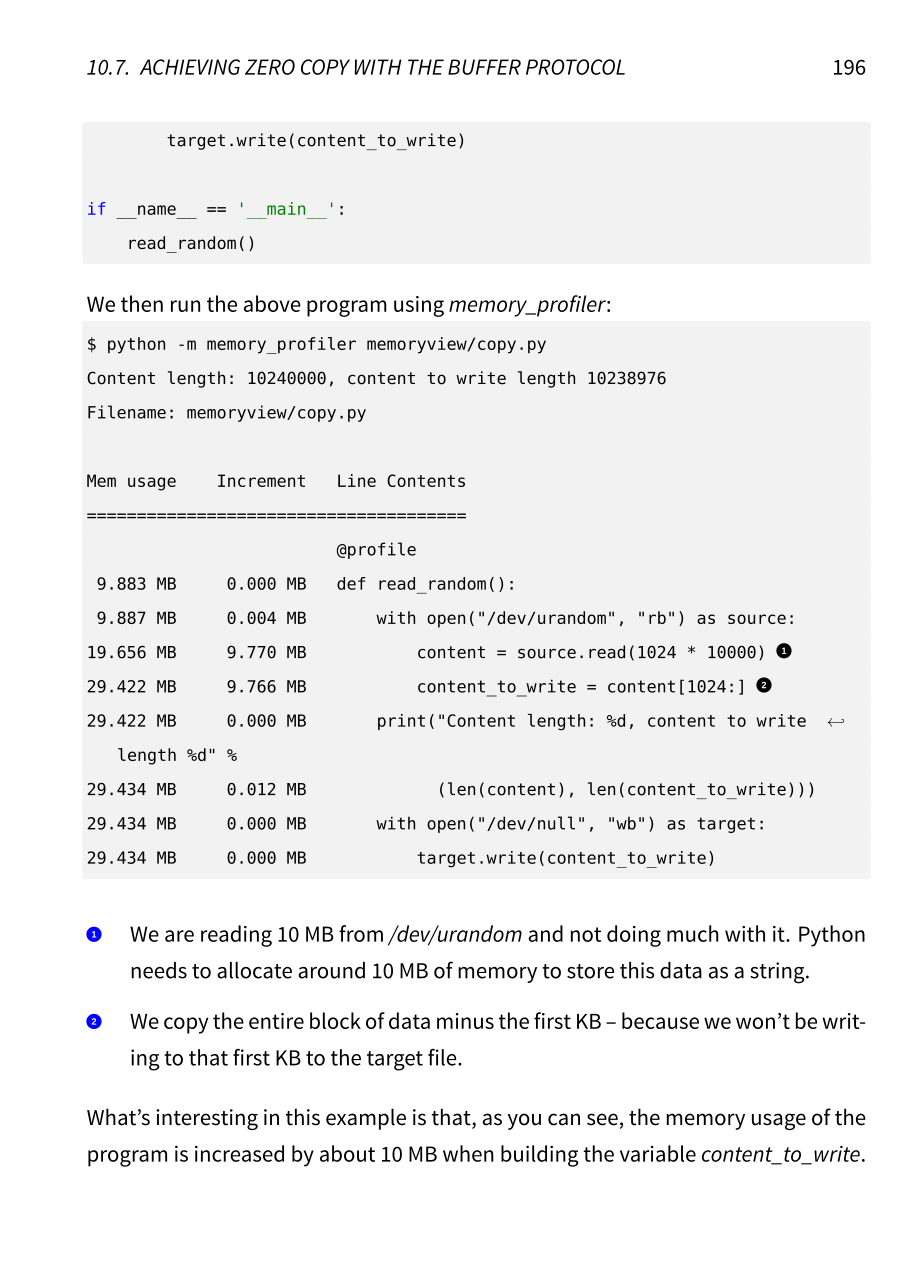 10.7. ACHIEVING ZERO COPY WITH THE BUFFER PROTOCOL 196
        target.write(content_to_write)
if __name__ == '__main__':
    read_random()
We then run the above program using memory_profiler:
$ python -m memory_profiler memoryview/copy.py
Content length: 10240000, content to write length 10238976
Filename: memoryview/copy.py
Mem usage    Increment   Line Contents
======================================
                         @profile
 9.883 MB     0.000 MB   def read_random():
 9.887 MB     0.004 MB       with open("/dev/urandom", "rb") as source:
19.656 MB     9.770 MB           content = source.read(1024 * 10000) ❶
29.422 MB     9.766 MB           content_to_write = content[1024:] ❷
29.422 MB     0.000 MB       print("Content length: %d, content to write  ↩
   length %d" %
29.434 MB     0.012 MB             (len(content), len(content_to_write)))
29.434 MB     0.000 MB       with open("/dev/null", "wb") as target:
29.434 MB     0.000 MB           target.write(content_to_write)
❶ We are reading 10 MB from /dev/urandom and not doing much with it. Python
needs to allocate around 10 MB of memory to store this data as a string.
❷ We copy the entire block of data minus the first KB – because we won’t be writ-
ing to that first KB to the target file.
What’s interesting in this example is that, as you can see, the memory usage of the
program is increased by about 10 MB when building the variable content_to_write.